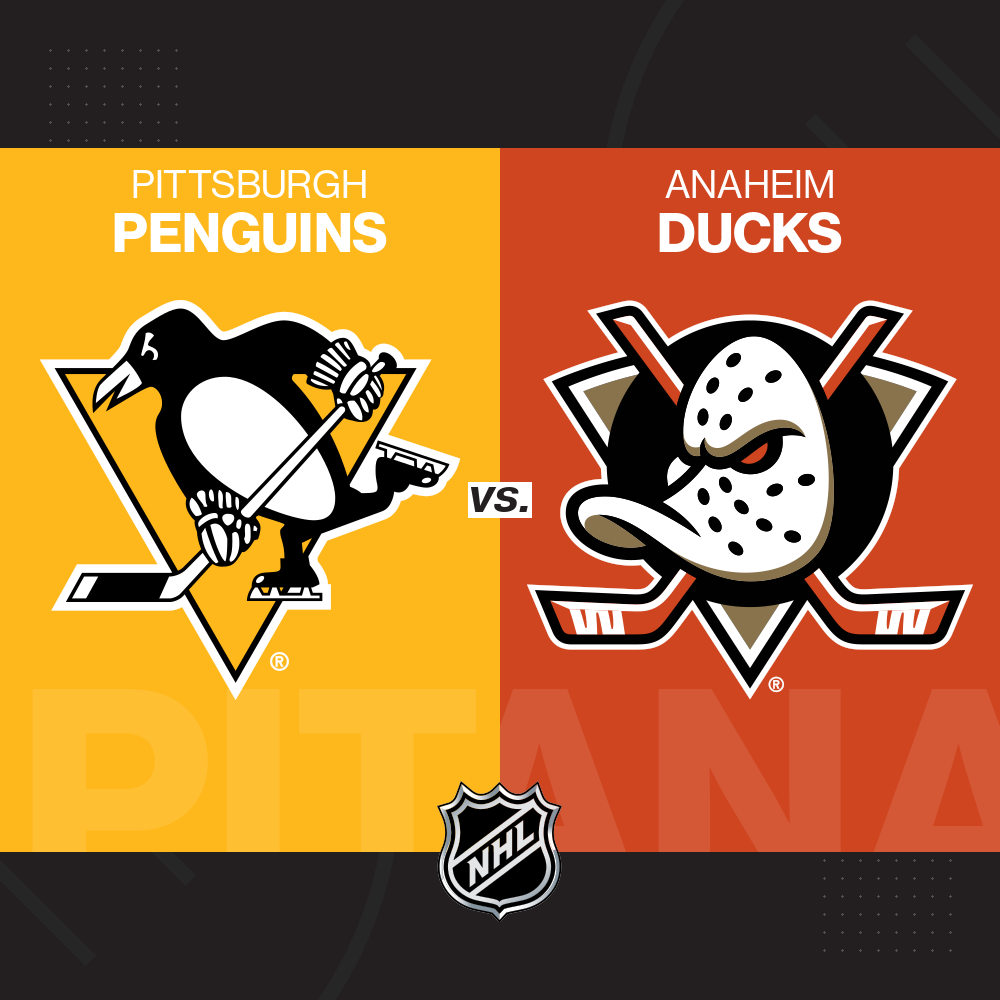 PITTSBURGH
PENGUINS
ANAHEIM
DUCKS
VS.
®
®
PIT
ANA
NHL